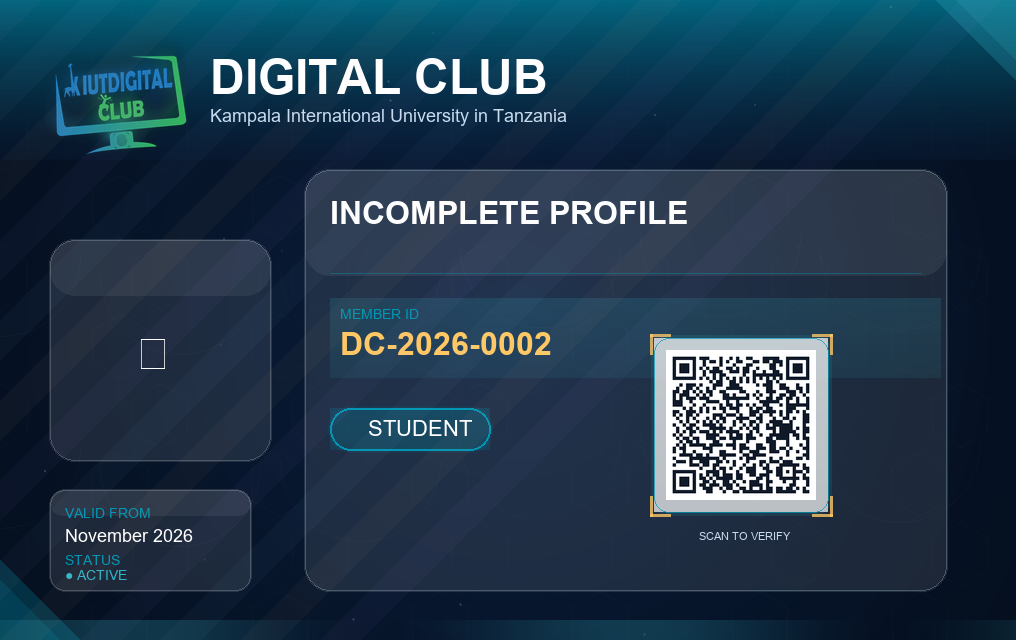 IUTDIGITAL
CLUB
DIGITAL CLUB
Kampala International University in Tanzania
INCOMPLETE PROFILE
MEMBER ID
DC-2026-0002
STUDENT
VALID FROM
November 2026
STATUS
● ACTIVE
SCAN TO VERIFY